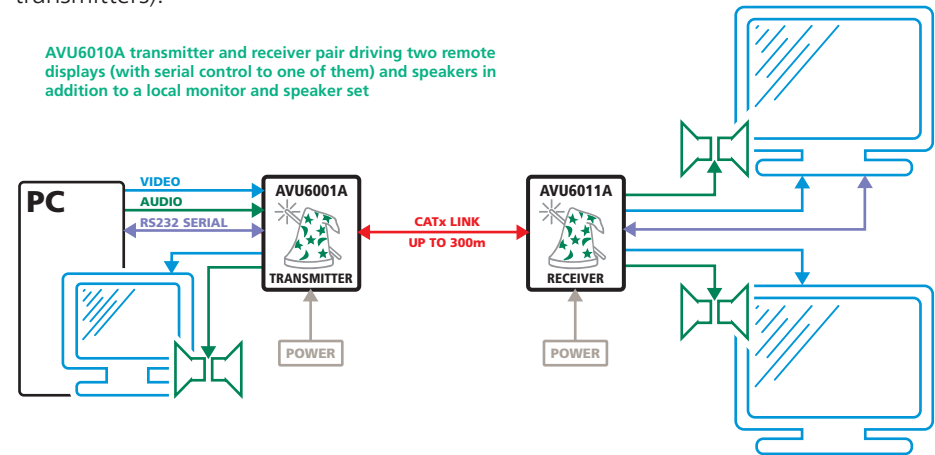 transmitters).
AVU6010A transmitter and receiver pair driving two remote
displays (with serial control to one of them) and speakers in
addition to a local monitor and speaker set
PC
VIDEO
AUDIO
RS232 SERIAL
AVU6001A
TRANSMITTER
POWER
CATx LINK
UP TO 300m
AVU6011A
RECEIVER
POWER